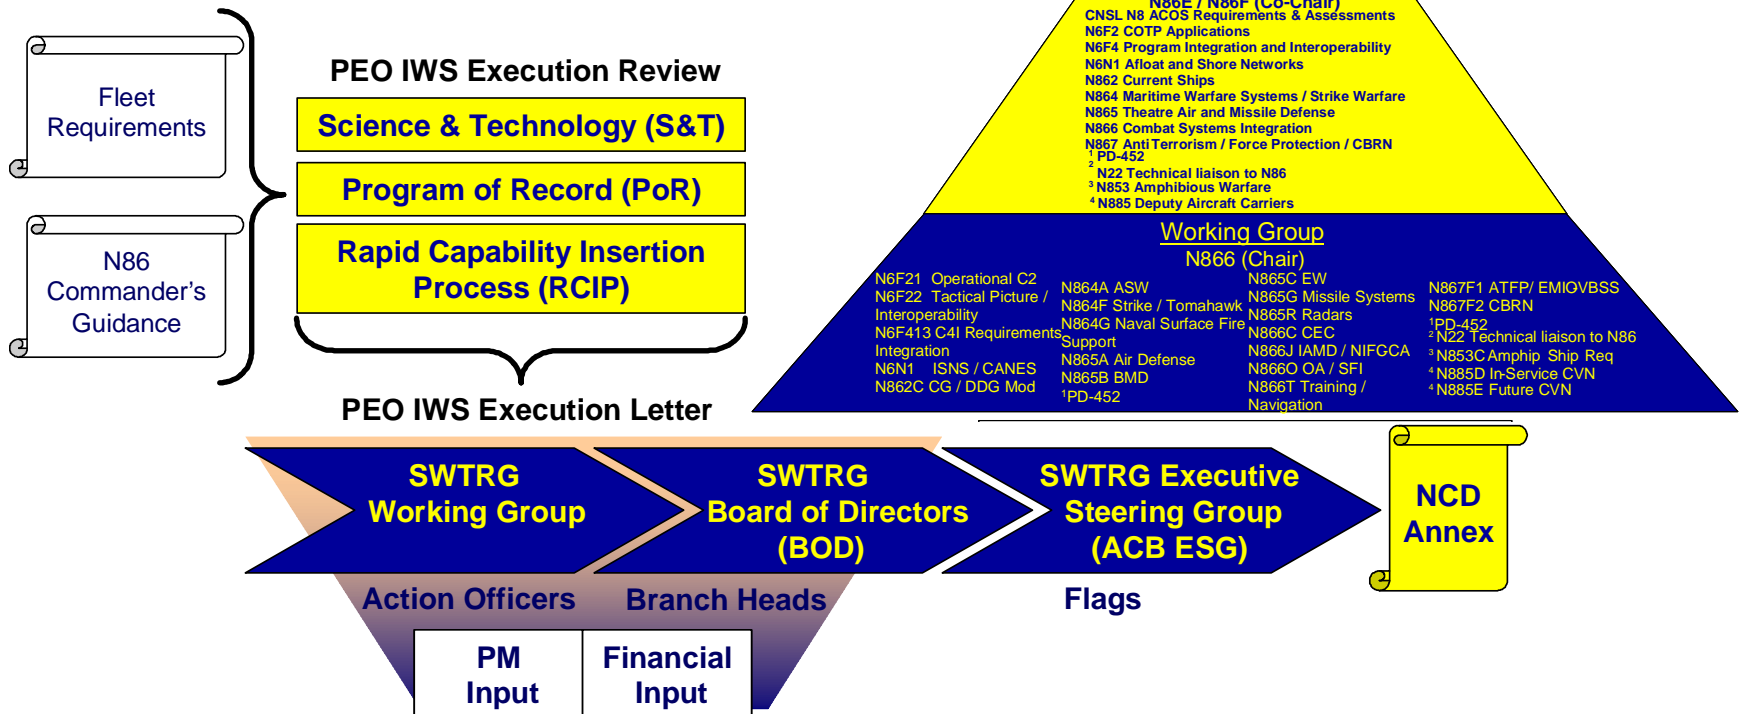 Fleet
Requirements
N86
Commander's
Guidance
PEO IWS Execution Review
Science & Technology (S&T)
Program of Record (PoR)
Rapid Capability Insertion
Process (RCIP)
PEO IWS Execution Letter
N86E / N86F (Co-Chair)
CNSL N8 ACOS Requirements & Assessments
N6F2 COTP Applications
N6F4 Program Integration and Interoperability
N6N1 Afloat and Shore Networks
N862 Current Ships
N864 Maritime Warfare Systems / Strike Warfare
N865 Theatre Air and Missile Defense
N866 Combat Systems Integration
N867 Anti Terrorism / Force Protection / CBRN
1 PD-452
2 N22 Technical liaison to N86
3 N853 Amphibious Warfare
4 N885 Deputy Aircraft Carriers
Working Group
N866 (Chair)
N6F21 Operational C2
N6F22 Tactical Picture /
Interoperability
N6F413 C4I Requirements
Integration
N6N1 ISNS / CANES
N862C CG / DDG Mod
N864A ASW
N864F Strike / Tomahawk
N864G Naval Surface Fire
Support
N865A Air Defense
N865B BMD
1PD-452
N865C EW
N865G Missile Systems
N865R Radars
N866C CEC
N866J IAMD / NIFGCA
N866O OA / SFI
N866T Training /
Navigation
N867F1 ATFP/ EMIOVBSS
N867F2 CBRN
1PD-452
2 N22 Technical liaison to N86
3 N853C Amphip Ship Req
4 N885D In-Service CVN
4 N885E Future CVN
SWTRG
Working Group
SWTRG
Board of Directors
(BOD)
SWTRG Executive
Steering Group
(ACB ESG)
NCD
Annex
Action Officers
Branch Heads
Flags
PM
Input
Financial
Input